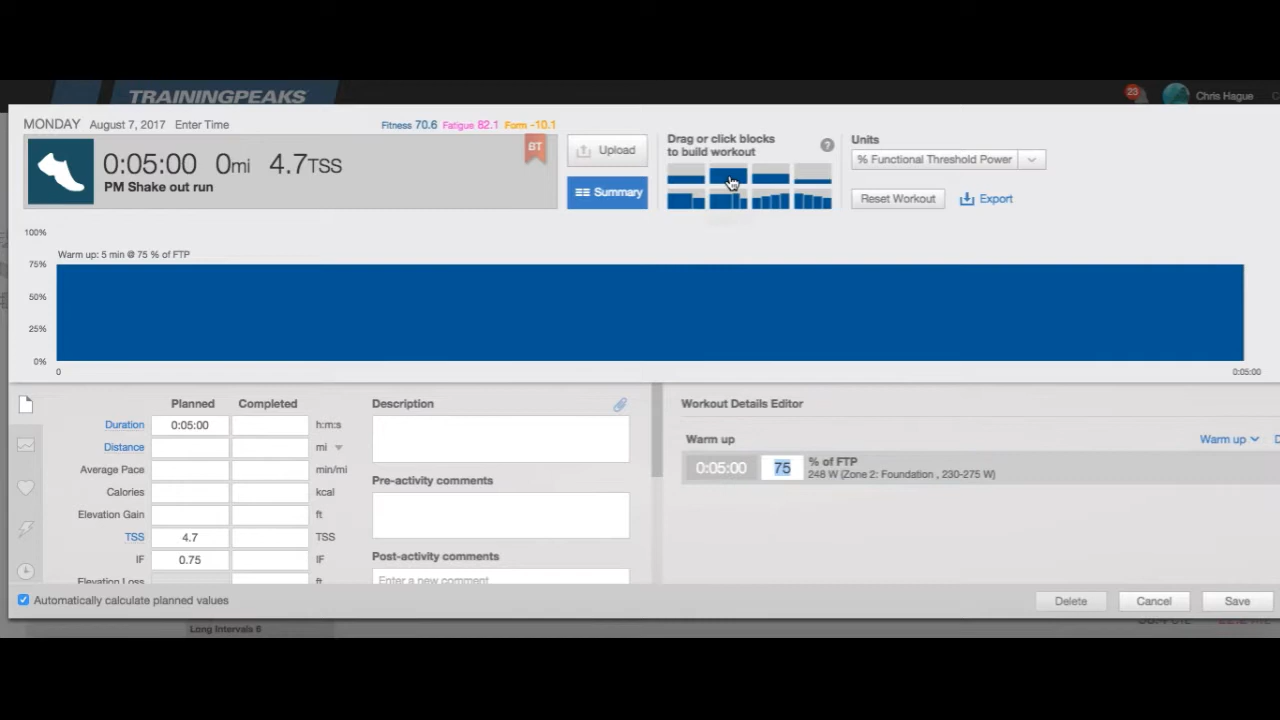 TRAININGPEAKS
23
Chris Hague
MONDAY August 7, 2017 Enter Time
Fitness 70.6 Fatigue 82.1 Form -10.1
0:05:00 0mi 4.7TSS
PM Shake out run
BT
Upload
Summary
Drag or click blocks
to build workout
?
Units
% Functional Threshold Power
Reset Workout
Export
100%
Warm up: 5 min @ 75 % of FTP
75%
50%
25%
0%
0
0:05:00
Planned Completed
Duration 0:05:00 h:m:s
Distance mi
Average Pace min/mi
Calories kcal
Elevation Gain ft
TSS 4.7 TSS
IF 0.75 IF
Elevation Loss ft
Description
Pre-activity comments
Post-activity comments
Enter a new comment
Workout Details Editor
Warm up
Warm up
0:05:00 75 % of FTP
248 W (Zone 2: Foundation , 230-275 W)
Automatically calculate planned values
Delete
Cancel
Save
Long Intervals 6